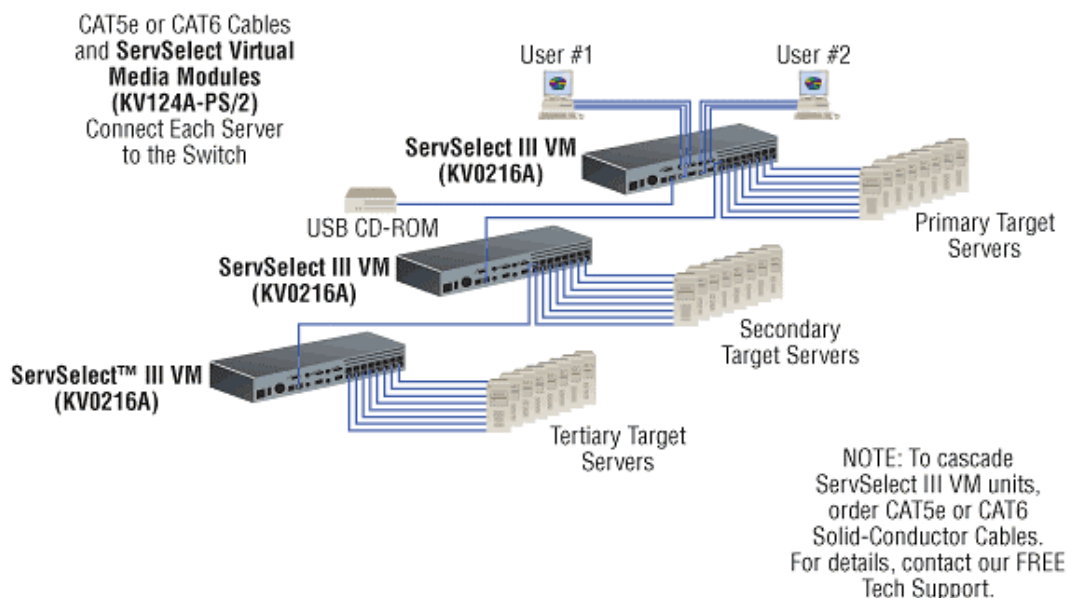 CAT5e or CAT6 Cables
and ServSelect Virtual
Media Modules
(KV124A-PS/2)
Connect Each Server
to the Switch
User #1
User #2
ServSelect III VM
(KV0216A)
USB CD-ROM
Primary Target
Servers
ServSelect III VM
(KV0216A)
Secondary
Target Servers
ServSelect™ III VM
(KV0216A)
Tertiary Target
Servers
NOTE: To cascade
ServSelect III VM units,
order CAT5e or CAT6
Solid-Conductor Cables.
For details, contact our FREE
Tech Support.